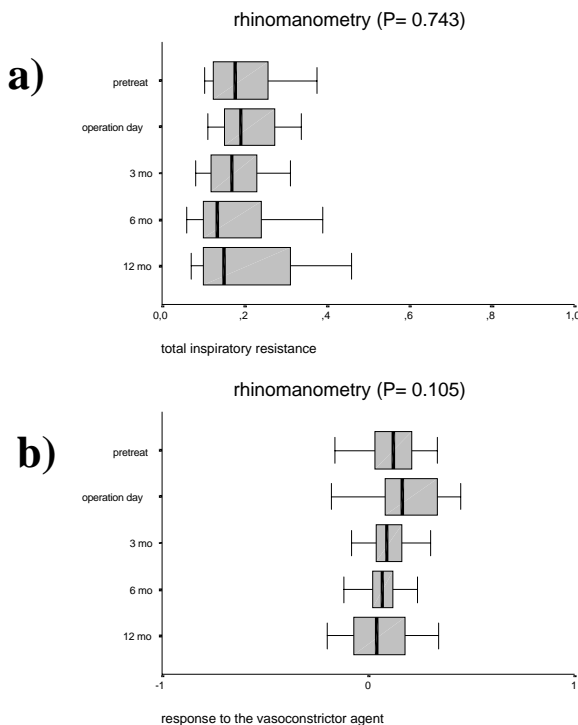 rhinomanometry (P= 0.743)
a)
pretreat
operation day
3 mo
6 mo
12 mo
0,0 ,2 ,4 ,6 ,8 1,0
total inspiratory resistance
rhinomanometry (P= 0.105)
b)
pretreat
operation day
3 mo
6 mo
12 mo
-1 0 1
response to the vasoconstrictor agent